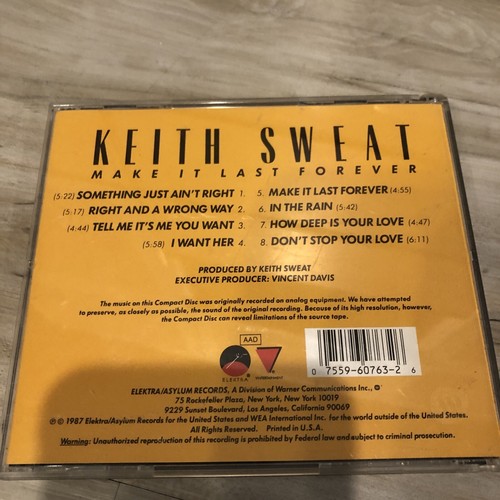 KEITH SWEAT
MAKE IT LAST FOREVER
(5:22) SOMETHING JUST AIN'T RIGHT 1.
(5:17) RIGHT AND A WRONG WAY 2.
(4:44) TELL ME IT'S ME YOU WANT 3.
(5:58) I WANT HER 4.
5. MAKE IT LAST FOREVER (4:55)
6. IN THE RAIN (5:42)
7. HOW DEEP IS YOUR LOVE (4:47)
8. DON'T STOP YOUR LOVE (6:11)
PRODUCED BY KEITH SWEAT
EXECUTIVE PRODUCER: VINCENT DAVIS
The music on this Compact Disc was originally recorded on analog equipment. We have attempted
to preserve, as closely as possible, the sound of the original recording. Because of its high resolution, however,
the Compact Disc can reveal limitations of the source tape.
AAD
ELEKTRA
0 7559-60763-2 6
ELEKTRA/ASYLUM RECORDS, A Division of Warner Communications Inc.,
75 Rockefeller Plaza, New York, New York 10019
9229 Sunset Boulevard, Los Angeles, California 90069
℗ © 1987 Elektra/Asylum Records for the United States and WEA International Inc. for the world outside of the United States.
All Rights Reserved. Printed in U.S.A.
Warning: Unauthorized reproduction of this recording is prohibited by Federal law and subject to criminal prosecution.